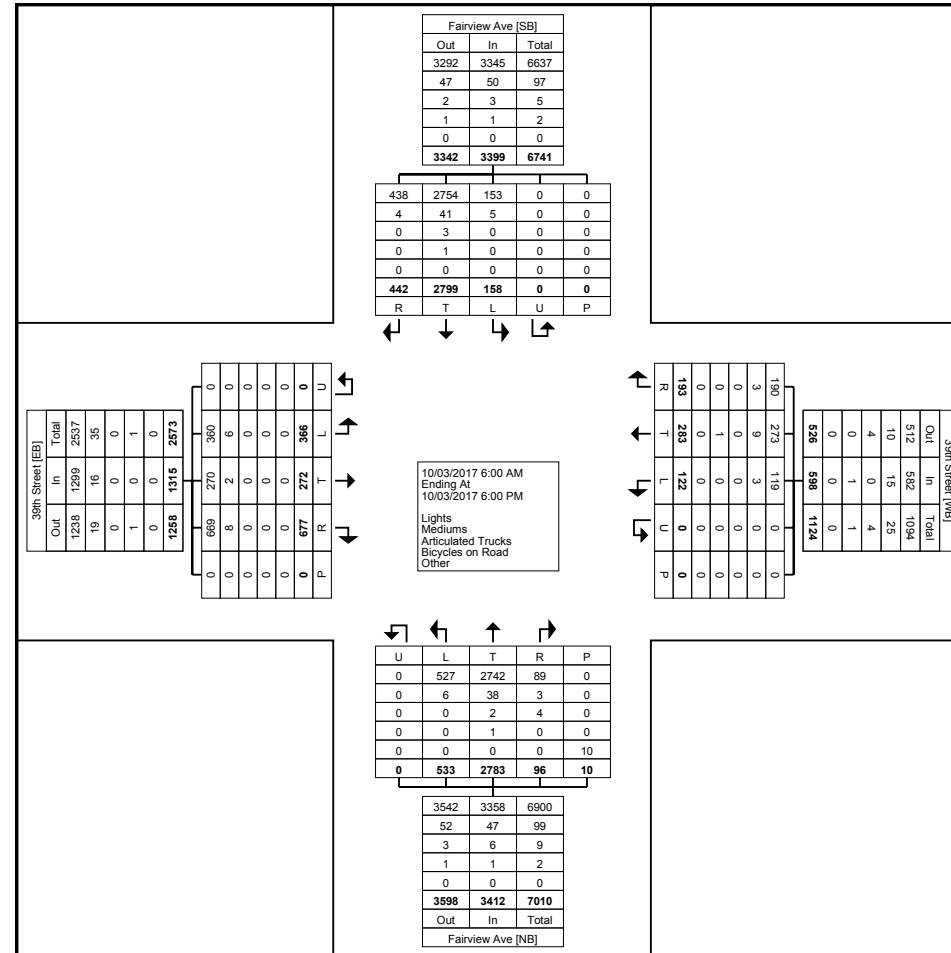 Fairview Ave [SB]
Out In Total
3292 3345 6637
47 50 97
2 3 5
1 1 2
0 0 0
3342 3399 6741
438 2754 153 0 0
4 41 5 0 0
0 3 0 0 0
0 1 0 0 0
0 0 0 0 0
442 2799 158 0 0
R T L U P
39th Street [EB]
Total In Out
2537 1299 1238
35 16 19
0 0 0
1 0 1
0 0 0
2573 1315 1258
0 360 270 669 0
0 6 2 8 0
0 0 0 0 0
0 0 0 0 0
0 0 0 0 0
0 366 272 677 0
U L T R P
10/03/2017 6:00 AM
Ending At
10/03/2017 6:00 PM
Lights
Mediums
Articulated Trucks
Bicycles on Road
Other
R T L U P
193 283 122 0 0
0 0 0 0 0
0 1 0 0 0
0 0 0 0 0
3 9 3 0 0
190 273 119 0 0
39th Street [WB]
Out In Total
512 582 1094
10 15 25
4 0 4
0 1 1
0 0 0
526 598 1124
U L T R P
0 527 2742 89 0
0 6 38 3 0
0 0 2 4 0
0 0 1 0 0
0 0 0 0 10
0 533 2783 96 10
3542 3358 6900
52 47 99
3 6 9
1 1 2
0 0 0
3598 3412 7010
Out In Total
Fairview Ave [NB]